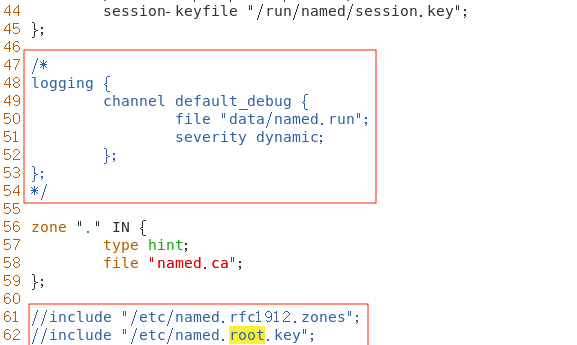 44 session-keyfile "/run/named/session.key";
45 };
46
47 /*
48 logging {
49 channel default_debug {
50 file "data/named.run";
51 severity dynamic;
52 };
53 };
54 */
55
56 zone "." IN {
57 type hint;
58 file "named.ca";
59 };
60
61 //include "/etc/named.rfc1912.zones";
62 //include "/etc/named.root.key";